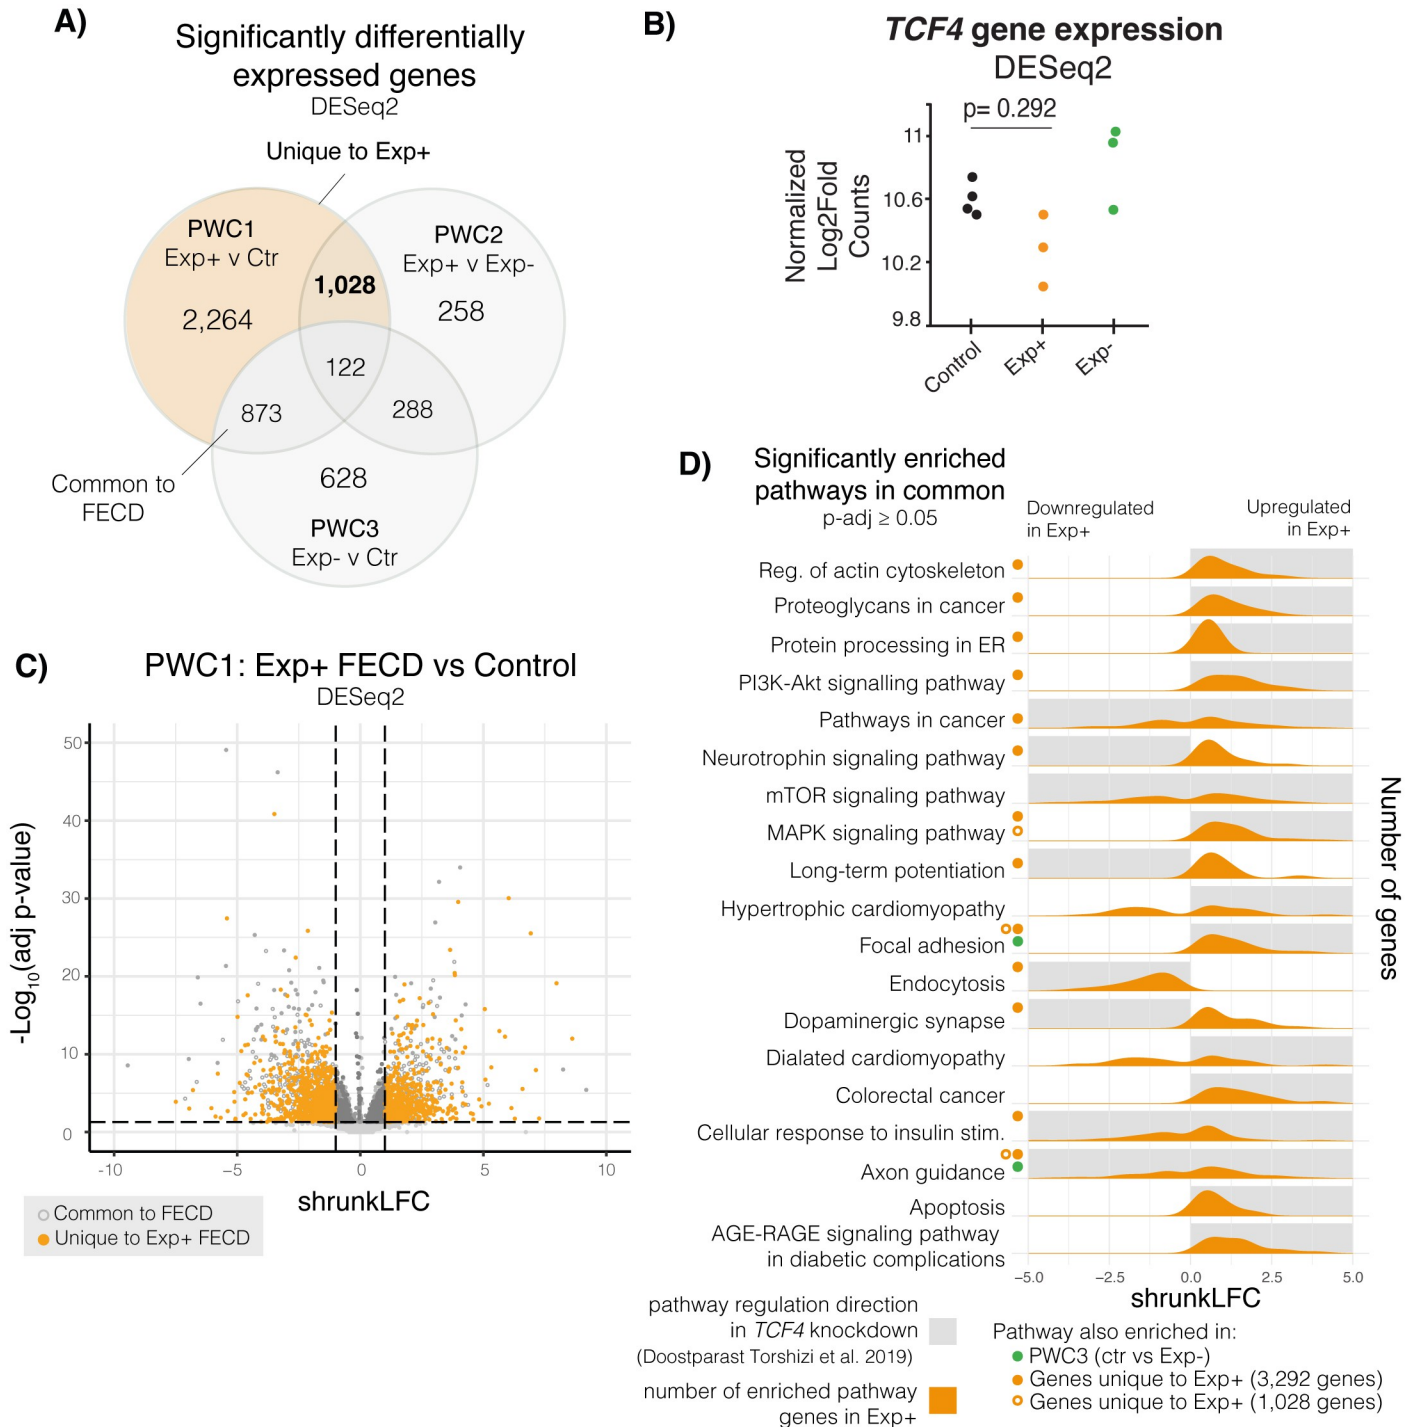 A)
Significantly differentially
expressed genes
DESeq2
Unique to Exp+
PWC1
Exp+ v Ctr
2,264
1,028
PWC2
Exp+ v Exp-
258
122
873
288
628
PWC3
Exp- v Ctr
Common to
FECD
B)
TCF4 gene expression
DESeq2
p= 0.292
Normalized
Log2Fold
Counts
11
10.6
10.2
9.8
Control
Exp+
Exp-
C)
PWC1: Exp+ FECD vs Control
DESeq2
-Log10(adj p-value)
50
40
30
20
10
0
-10
−5
0
5
10
shrunkLFC
Common to FECD
Unique to Exp+ FECD
D)
Significantly enriched
pathways in common
p-adj ≥ 0.05
Downregulated
in Exp+
Upregulated
in Exp+
Reg. of actin cytoskeleton
Proteoglycans in cancer
Protein processing in ER
PI3K-Akt signalling pathway
Pathways in cancer
Neurotrophin signaling pathway
mTOR signaling pathway
MAPK signaling pathway
Long-term potentiation
Hypertrophic cardiomyopathy
Focal adhesion
Endocytosis
Dopaminergic synapse
Dialated cardiomyopathy
Colorectal cancer
Cellular response to insulin stim.
Axon guidance
Apoptosis
AGE-RAGE signaling pathway
in diabetic complications
Number of genes
−5.0
−2.5
0.0
2.5
5.0
shrunkLFC
pathway regulation direction
in TCF4 knockdown
(Doostparast Torshizi et al. 2019)
number of enriched pathway
genes in Exp+
Pathway also enriched in:
PWC3 (ctr vs Exp-)
Genes unique to Exp+ (3,292 genes)
Genes unique to Exp+ (1,028 genes)